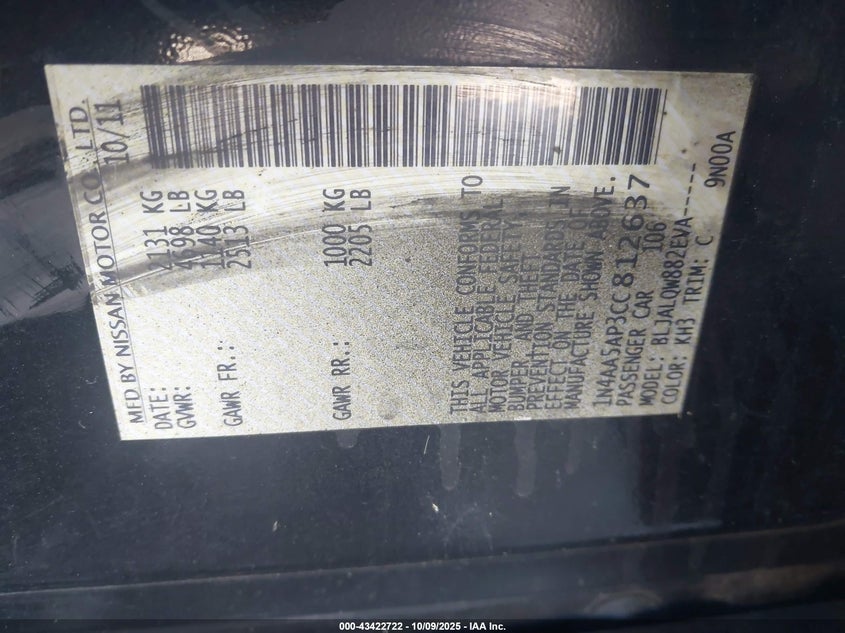 MFD BY NISSAN MOTOR CO., LTD.
DATE: 10/11
GVWR: 2131 KG
4698 LB
GAWR FR.: 1140 KG
2513 LB
GAWR RR.: 1000 KG
2205 LB
THIS VEHICLE CONFORMS TO
ALL APPLICABLE FEDERAL
MOTOR VEHICLE SAFETY,
BUMPER AND THEFT
PREVENTION STANDARDS IN
EFFECT ON THE DATE OF
MANUFACTURE SHOWN ABOVE.
1N4AA5AP3CC812637
PASSENGER CAR 106
MODEL: BLJALQW882EVA-----
COLOR: KH3 TRIM: C 9N00A
000-43422722 - 10/09/2025 - IAA Inc.